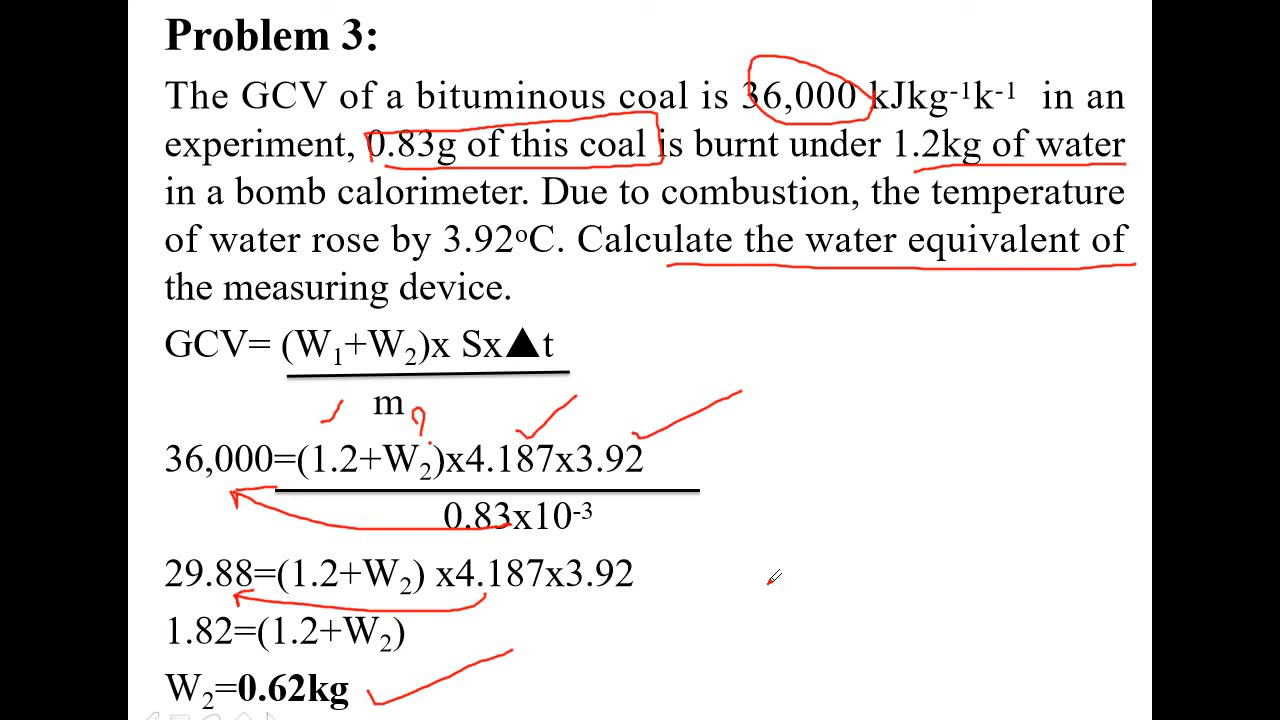 Problem 3:
The GCV of a bituminous coal is 36,000 kJkg⁻¹k⁻¹ in an
experiment, 0.83g of this coal is burnt under 1.2kg of water
in a bomb calorimeter. Due to combustion, the temperature
of water rose by 3.92°C. Calculate the water equivalent of
the measuring device.
GCV= (W₁+W₂)x Sx▲t
m
?
36,000=(1.2+W₂)x4.187x3.92
0.83x10⁻³
29.88=(1.2+W₂) x4.187x3.92
1.82=(1.2+W₂)
W₂=0.62kg